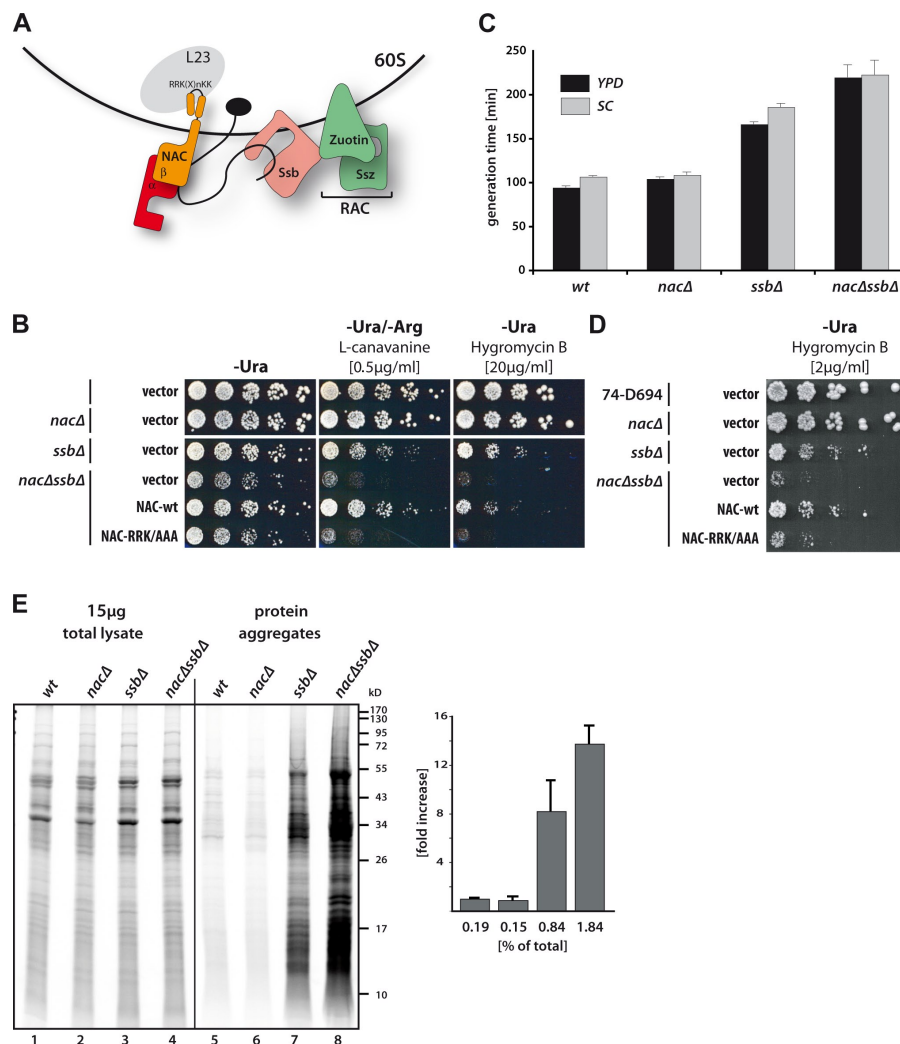 A
L23
60S
RRK(X)nKK
NAC
β
α
Ssb
Zuotin
Ssz
RAC
C
generation time [min]
250
200
150
100
50
0
YPD
SC
wt
nacΔ
ssbΔ
nacΔssbΔ
B
-Ura
-Ura/-Arg
L-canavanine
[0.5µg/ml]
-Ura
Hygromycin B
[20µg/ml]
vector
nacΔ vector
ssbΔ vector
nacΔssbΔ vector
NAC-wt
NAC-RRK/AAA
D
-Ura
Hygromycin B
[2µg/ml]
74-D694 vector
nacΔ vector
ssbΔ vector
nacΔssbΔ vector
NAC-wt
NAC-RRK/AAA
E
15µg
total lysate
protein
aggregates
wt nacΔ ssbΔ nacΔssbΔ wt nacΔ ssbΔ nacΔssbΔ
kD
170
130
95
72
55
43
34
26
17
10
1 2 3 4 5 6 7 8
[fold increase]
16
12
8
4
0.19 0.15 0.84 1.84
[% of total]